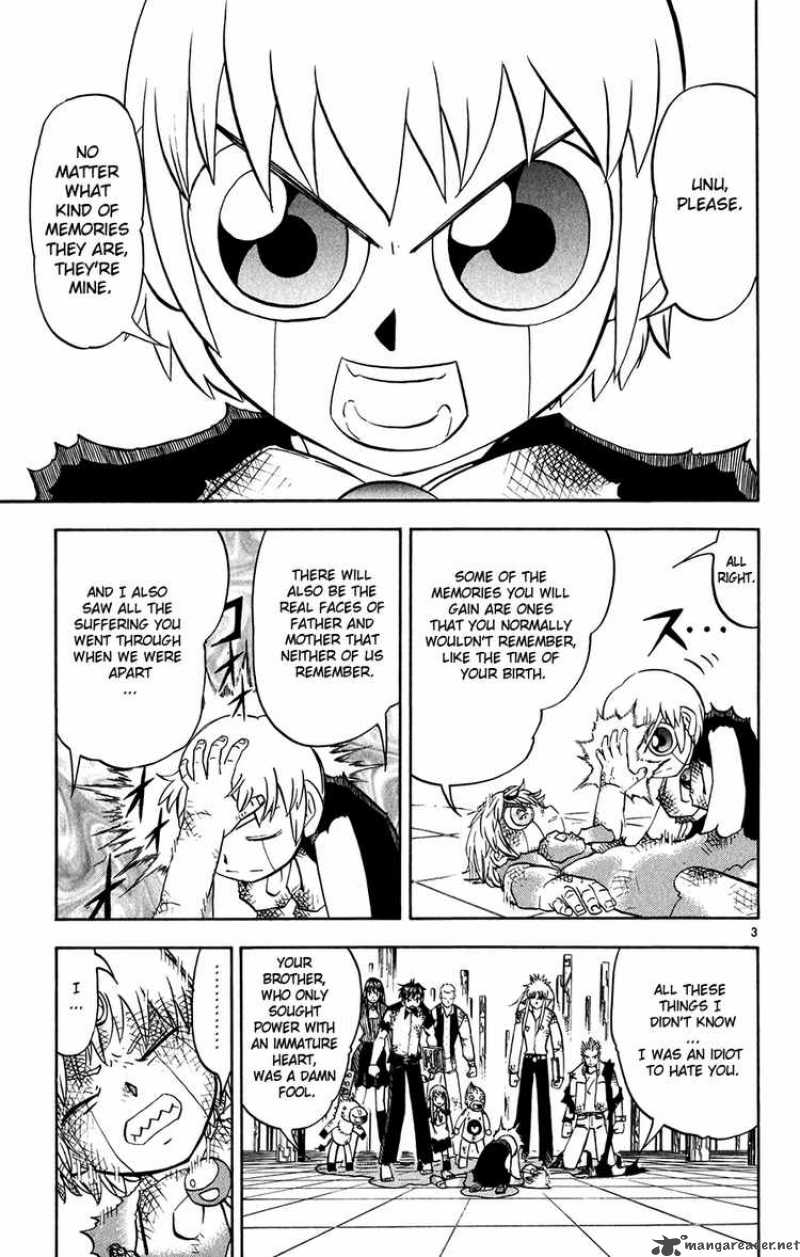 UNU,
PLEASE.
NO
MATTER
WHAT
KIND OF
MEMORIES
THEY ARE,
THEY'RE
MINE.
ALL
RIGHT.
ス...
SOME OF THE
MEMORIES YOU WILL
GAIN ARE ONES
THAT YOU NORMALLY
WOULDN'T REMEMBER,
LIKE THE TIME OF
YOUR BIRTH.
THERE WILL
ALSO BE THE
REAL FACES OF
FATHER AND
MOTHER THAT
NEITHER OF US
REMEMBER.
AND I ALSO
SAW ALL THE
SUFFERING YOU
WENT THROUGH
WHEN WE WERE
APART
...
3
ALL THESE
THINGS I
DIDN'T KNOW
...
I WAS AN IDIOT
TO HATE YOU.
YOUR
BROTHER,
WHO ONLY
SOUGHT
POWER WITH
AN IMMATURE
HEART,
WAS A DAMN
FOOL.
.........
I
...
mangareader.net